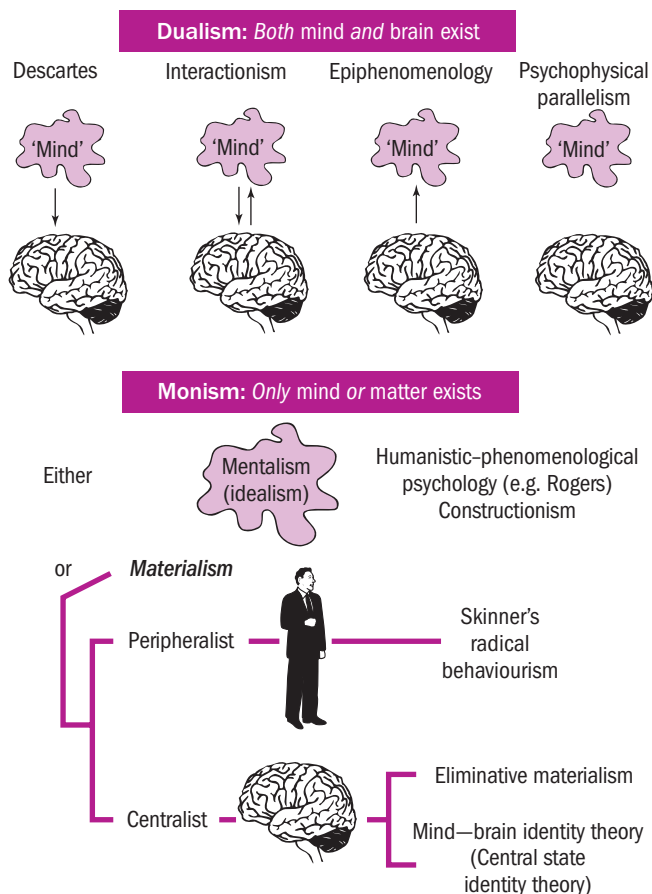 Dualism: Both mind and brain exist
Descartes
Interactionism
Epiphenomenology
Psychophysical
parallelism
'Mind'
'Mind'
'Mind'
'Mind'
Monism: Only mind or matter exists
Either
Mentalism
(idealism)
Humanistic–phenomenological
psychology (e.g. Rogers)
Constructionism
or
Materialism
Peripheralist
Skinner's
radical
behaviourism
Centralist
Eliminative materialism
Mind—brain identity theory
(Central state
identity theory)